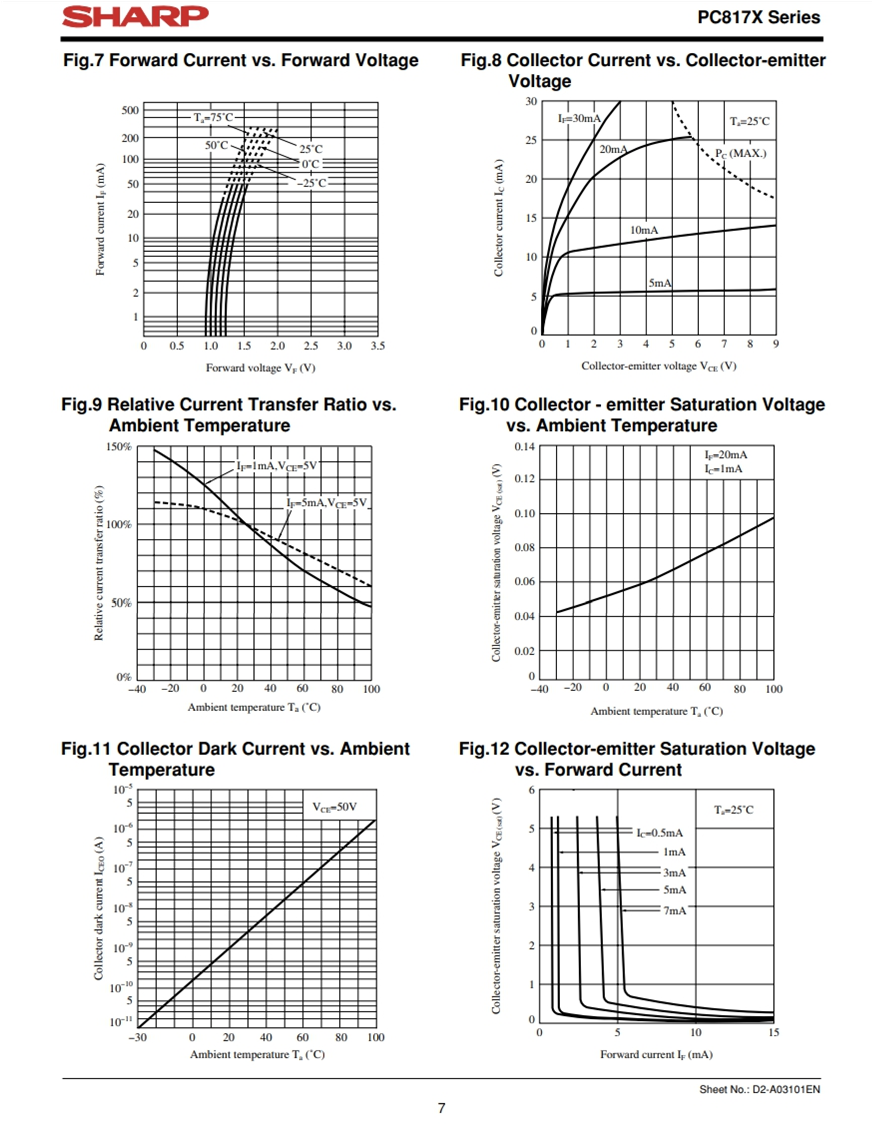 SHARP
PC817X Series
Fig.7 Forward Current vs. Forward Voltage
500
200
100
50
20
10
5
2
1
Forward current IF (mA)
Ta=75˚C
50˚C
25˚C
0˚C
−25˚C
0 0.5 1.0 1.5 2.0 2.5 3.0 3.5
Forward voltage VF (V)
Fig.8 Collector Current vs. Collector-emitter
Voltage
30
25
20
15
10
5
0
Collector current IC (mA)
IF=30mA
Ta=25˚C
20mA
PC (MAX.)
10mA
5mA
0 1 2 3 4 5 6 7 8 9
Collector-emitter voltage VCE (V)
Fig.9 Relative Current Transfer Ratio vs.
Ambient Temperature
150%
100%
50%
0%
Relative current transfer ratio (%)
IF=1mA,VCE=5V
IF=5mA,VCE=5V
−40 −20 0 20 40 60 80 100
Ambient temperature Ta (˚C)
Fig.10 Collector - emitter Saturation Voltage
vs. Ambient Temperature
0.14
0.12
0.10
0.08
0.06
0.04
0.02
0
Collector-emitter saturation voltage VCE (sat) (V)
IF=20mA
IC=1mA
−40 −20 0 20 40 60 80 100
Ambient temperature Ta (˚C)
Fig.11 Collector Dark Current vs. Ambient
Temperature
10−5
5
10−6
5
10−7
5
10−8
5
10−9
5
10−10
5
10−11
Collector dark current ICEO (A)
VCE=50V
−30 0 20 40 60 80 100
Ambient temperature Ta (˚C)
Fig.12 Collector-emitter Saturation Voltage
vs. Forward Current
6
5
4
3
2
1
0
Collector-emitter saturation voltage VCE (sat) (V)
Ta=25˚C
IC=0.5mA
1mA
3mA
5mA
7mA
0 5 10 15
Forward current IF (mA)
Sheet No.: D2-A03101EN
7